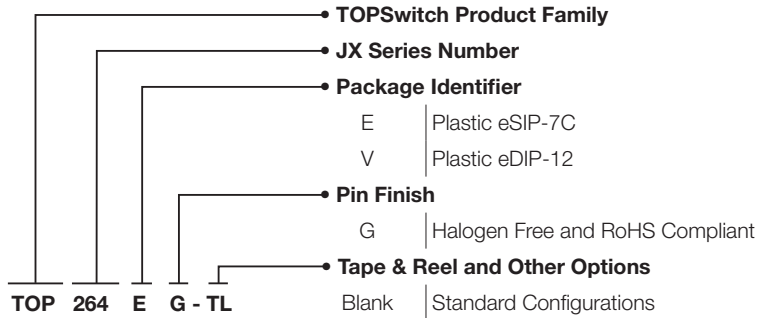 TOPSwitch Product Family
JX Series Number
Package Identifier
E Plastic eSIP-7C
V Plastic eDIP-12
Pin Finish
G Halogen Free and RoHS Compliant
Tape & Reel and Other Options
TOP 264 E G - TL Blank Standard Configurations